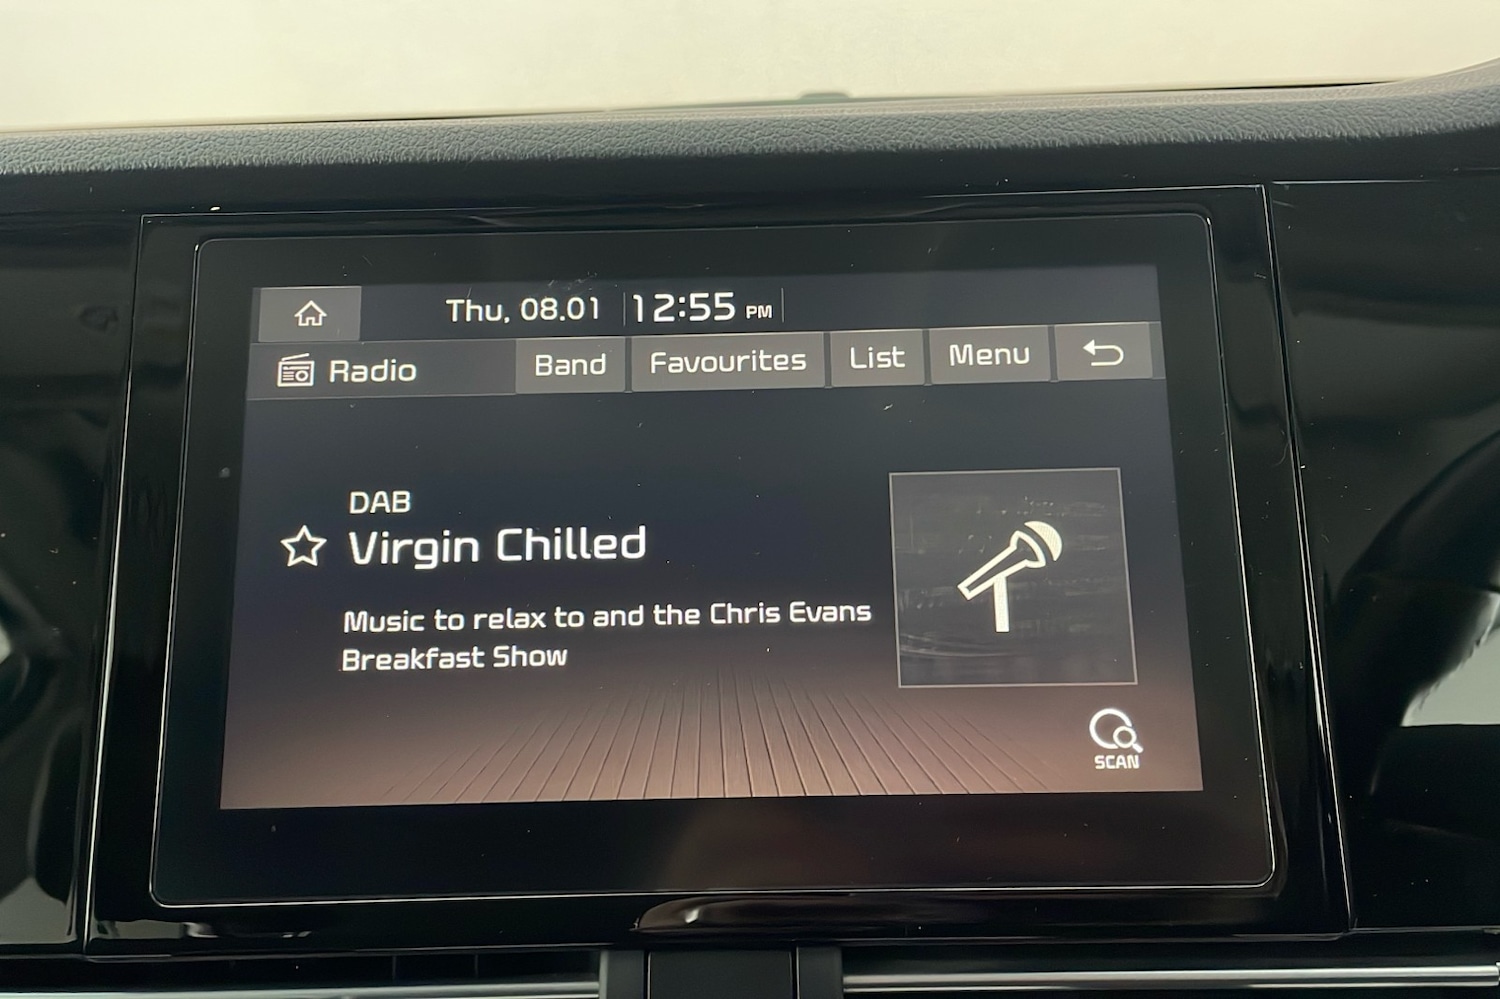 Thu, 08.01 12:55 PM
Radio Band Favourites List Menu
DAB
Virgin Chilled
Music to relax to and the Chris Evans
Breakfast Show
SCAN